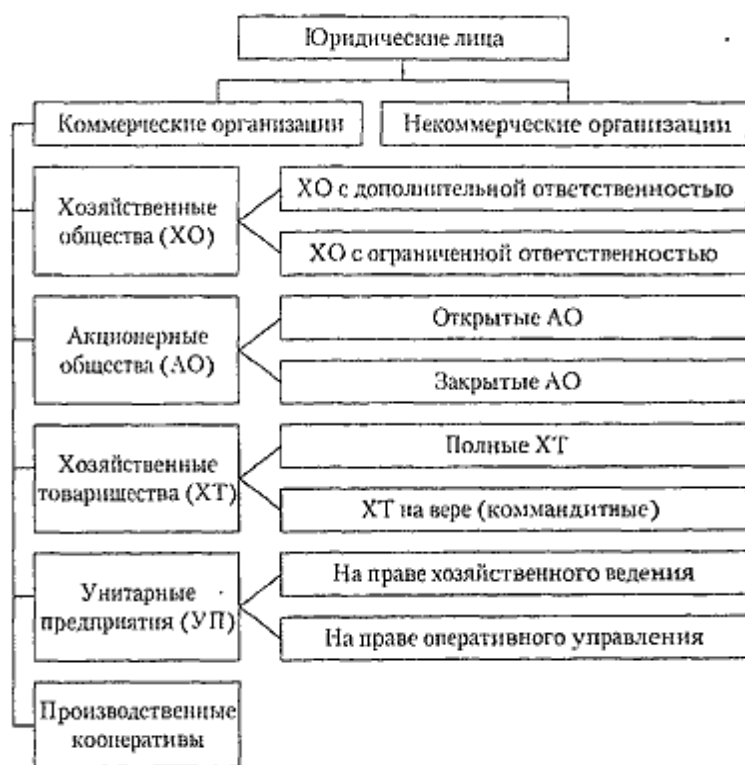 Юридические лица
Коммерческие организации
Некоммерческие организации
Хозяйственные
общества (ХО)
ХО с дополнительной ответственностью
ХО с ограниченной ответственностью
Акционерные
общества (АО)
Открытые АО
Закрытые АО
Хозяйственные
товарищества (ХТ)
Полные ХТ
ХТ на вере (коммандитные)
Унитарные
предприятия (УП)
На праве хозяйственного ведения
На праве оперативного управления
Производственные
кооперативы